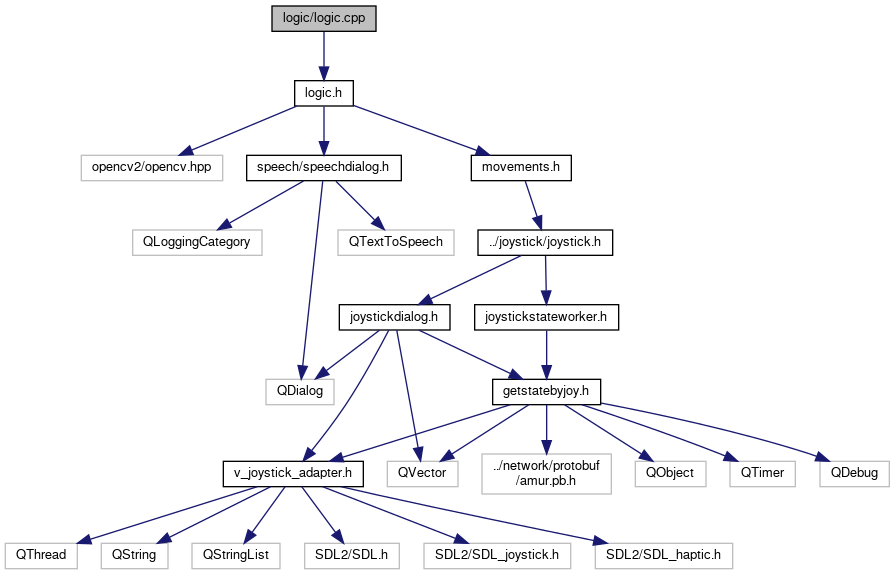 logic/logic.cpp
logic.h
opencv2/opencv.hpp
speech/speechdialog.h
movements.h
QLoggingCategory
QTextToSpeech
../joystick/joystick.h
joystickdialog.h
joystickstateworker.h
QDialog
getstatebyjoy.h
v_joystick_adapter.h
QVector
../network/protobuf
/amur.pb.h
QObject
QTimer
QDebug
QThread
QString
QStringList
SDL2/SDL.h
SDL2/SDL_joystick.h
SDL2/SDL_haptic.h